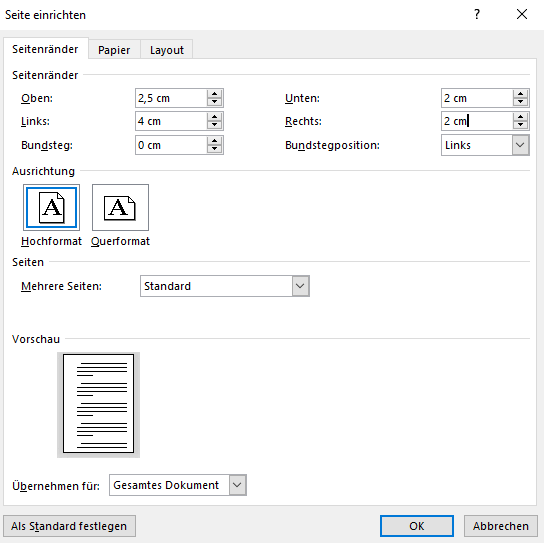 Seite einrichten ?
Seitenränder Papier Layout
Seitenränder
Oben: 2,5 cm Unten: 2 cm
Links: 4 cm Rechts: 2 cm
Bundsteg: 0 cm Bundstegposition: Links
Ausrichtung
A A
Hochformat Querformat
Seiten
Mehrere Seiten: Standard
Vorschau
Übernehmen für: Gesamtes Dokument
Als Standard festlegen OK Abbrechen